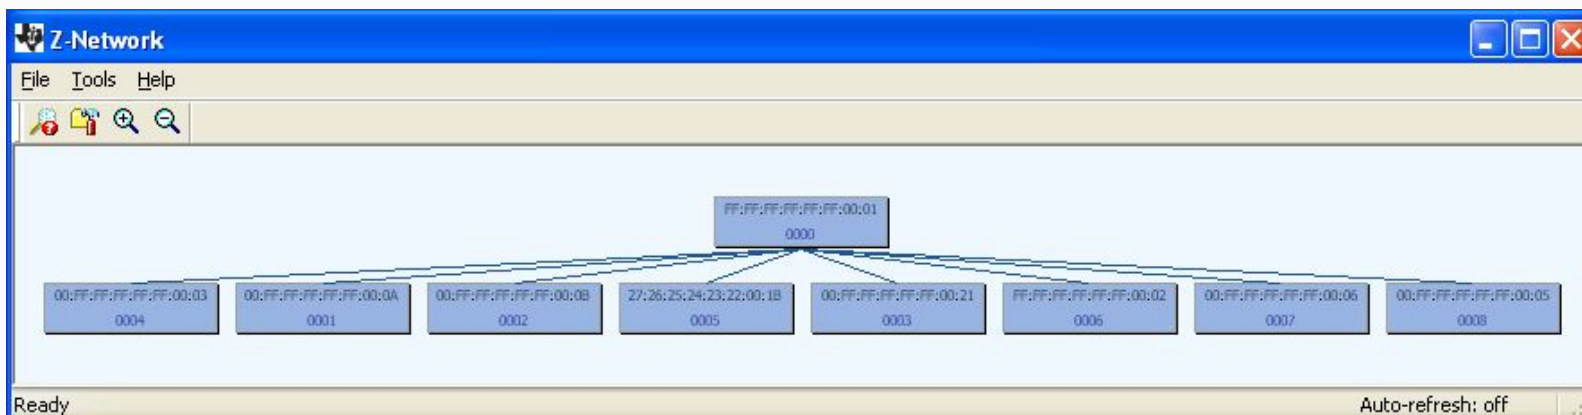 Z-Network
File Tools Help
FF:FF:FF:FF:FF:FF:00:01
0000
00:FF:FF:FF:FF:FF:00:03
0004
00:FF:FF:FF:FF:FF:00:0A
0001
00:FF:FF:FF:FF:FF:00:0B
0002
27:26:25:24:23:22:00:1B
0005
00:FF:FF:FF:FF:FF:00:21
0003
FF:FF:FF:FF:FF:FF:00:02
0006
00:FF:FF:FF:FF:FF:00:06
0007
00:FF:FF:FF:FF:FF:00:05
0008
Ready
Auto-refresh: off